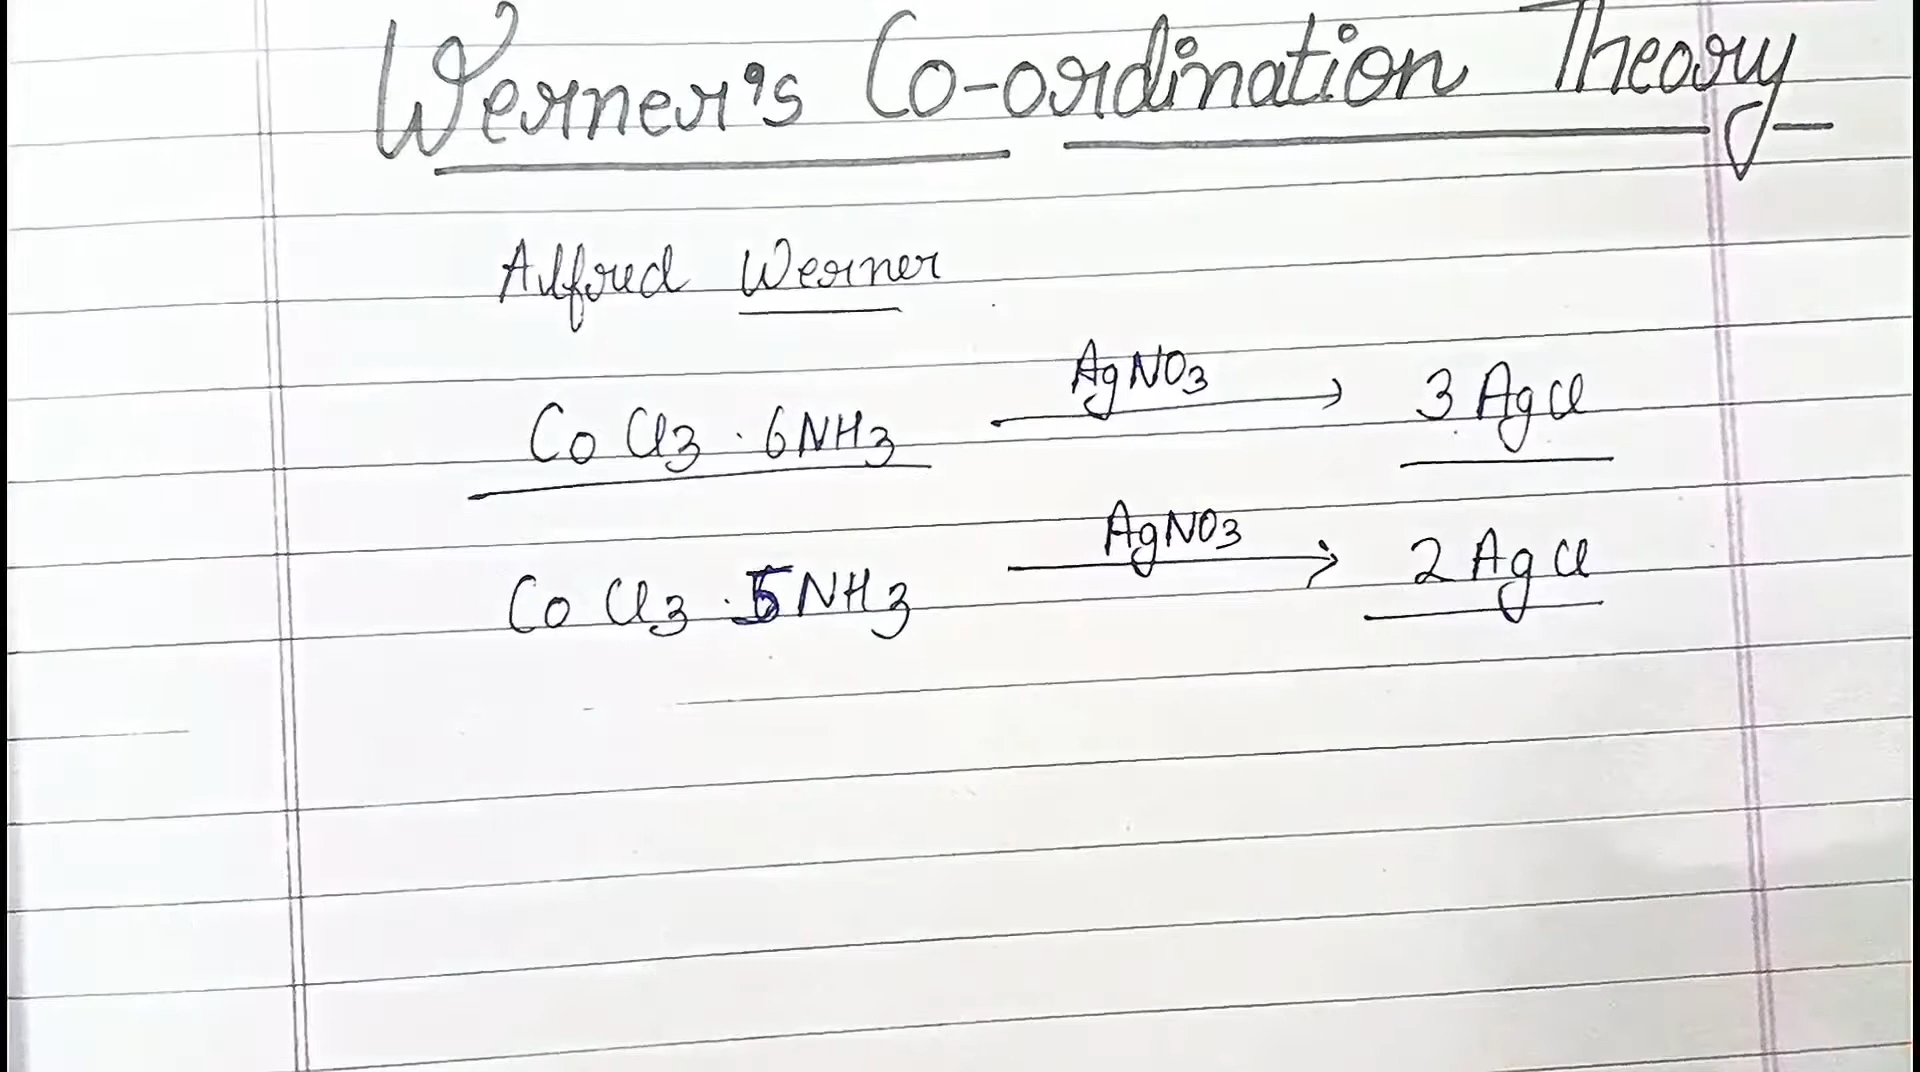 Werner's Co-ordination Theory
Alfred Werner
CoCl3 . 6NH3 AgNO3 → 3 AgCl
CoCl3 . 5NH3 AgNO3 → 2 AgCl